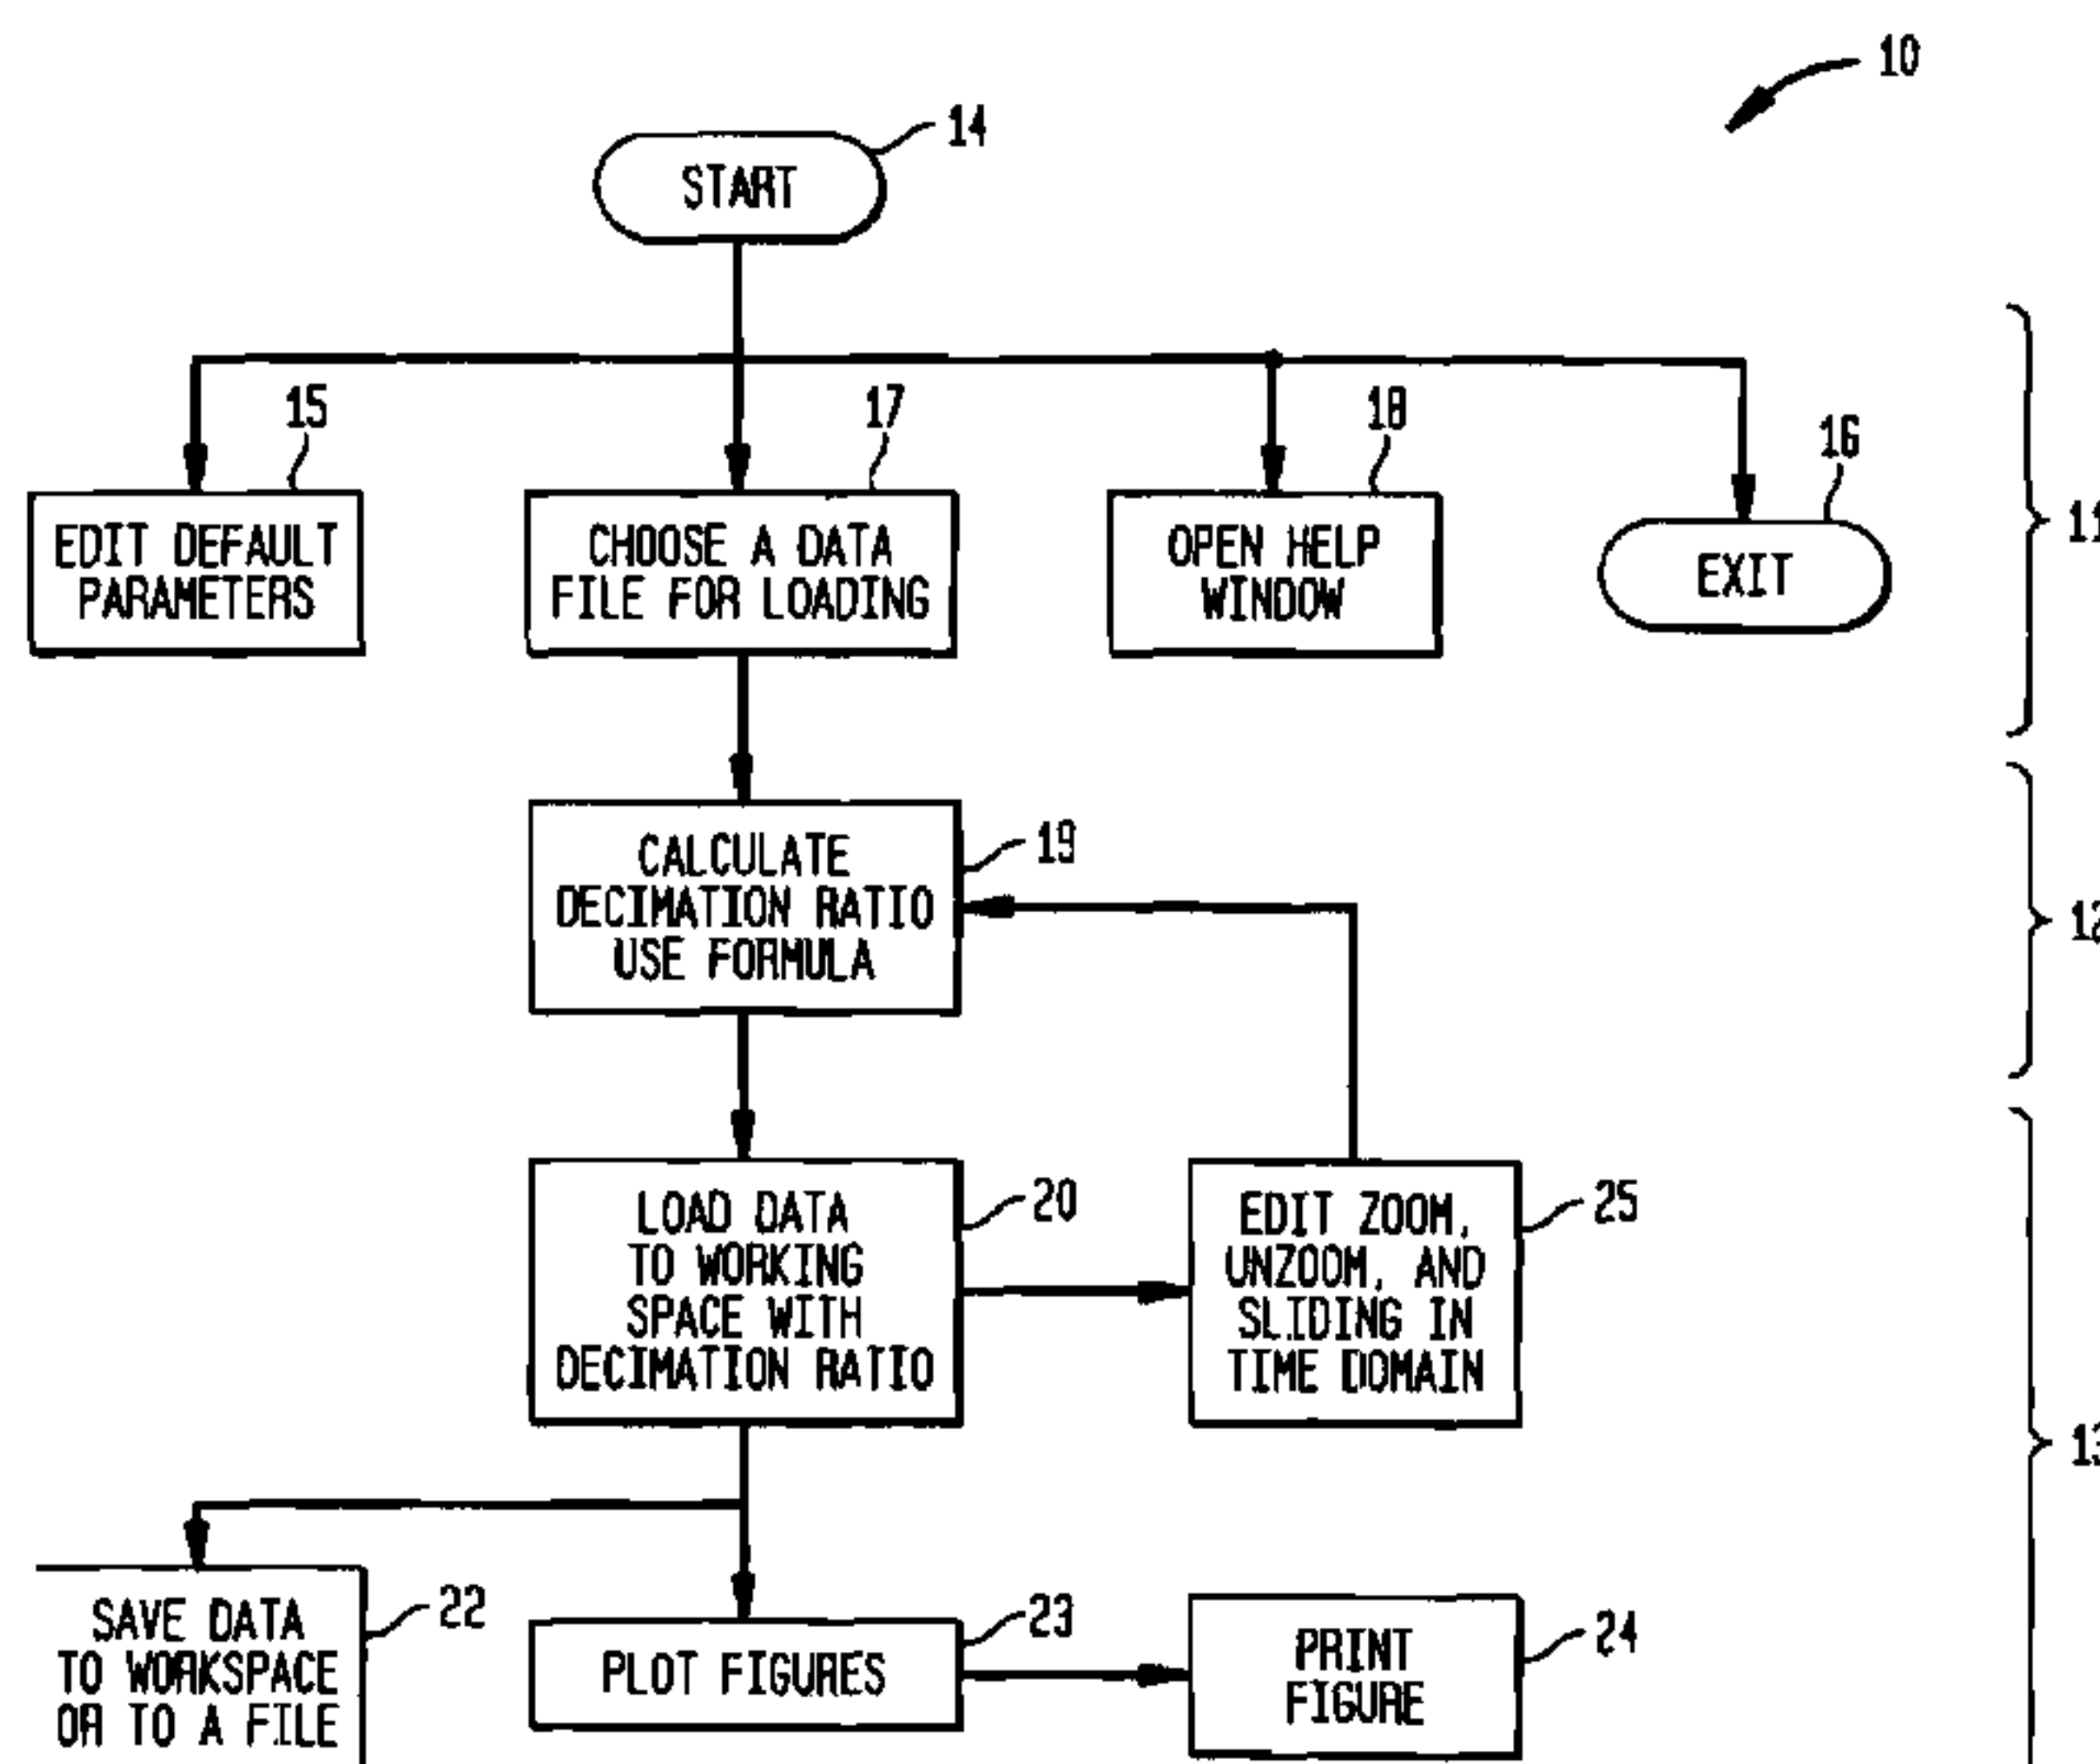 10
14
START
15
17
18
16
EDIT DEFAULT
PARAMETERS
CHOOSE A DATA
FILE FOR LOADING
OPEN HELP
WINDOW
EXIT
11
CALCULATE
DECIMATION RATIO
USE FORMULA
19
12
LOAD DATA
TO WORKING
SPACE WITH
DECIMATION RATIO
20
EDIT ZOOM,
UNZOOM, AND
SLIDING IN
TIME DOMAIN
25
13
SAVE DATA
TO WORKSPACE
OR TO A FILE
22
PLOT FIGURES
23
PRINT
FIGURE
24